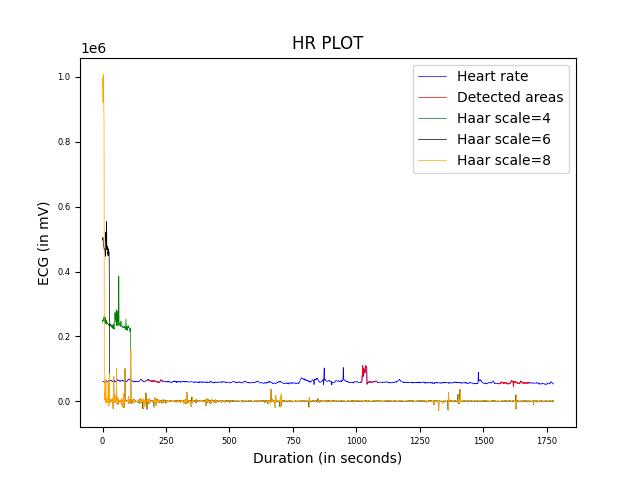 HR PLOT
1e6
Heart rate
Detected areas
Haar scale=4
Haar scale=6
Haar scale=8
1.0
0.8
0.6
0.4
0.2
0.0
ECG (in mV)
0 250 500 750 1000 1250 1500 1750
Duration (in seconds)